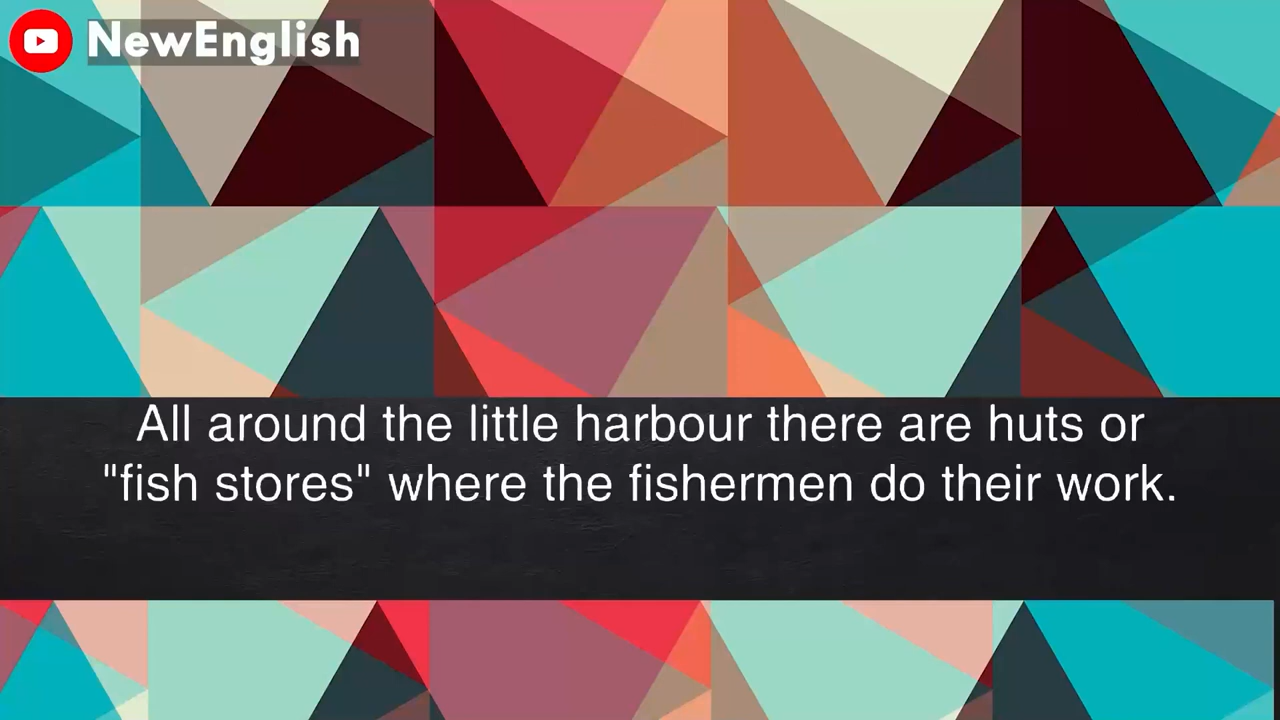 NewEnglish
All around the little harbour there are huts or
"fish stores" where the fishermen do their work.